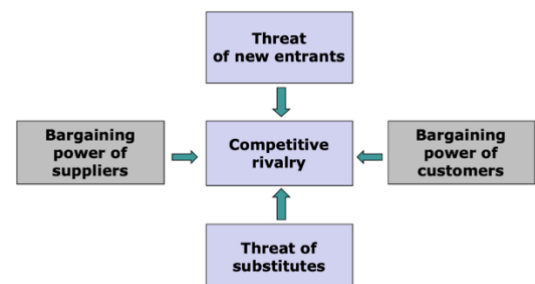 Threat
of new entrants
Bargaining
power of
suppliers
Competitive
rivalry
Bargaining
power of
customers
Threat of
substitutes